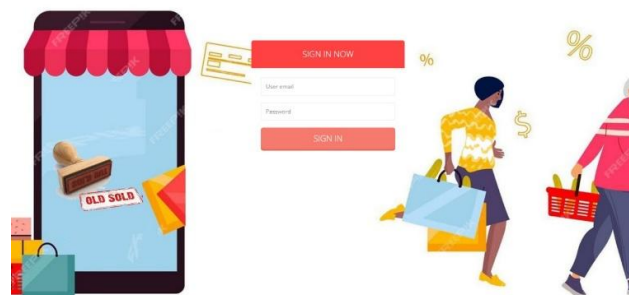 SIGN IN NOW
User email
Password
SIGN IN
OLD SOLD
%
%
$